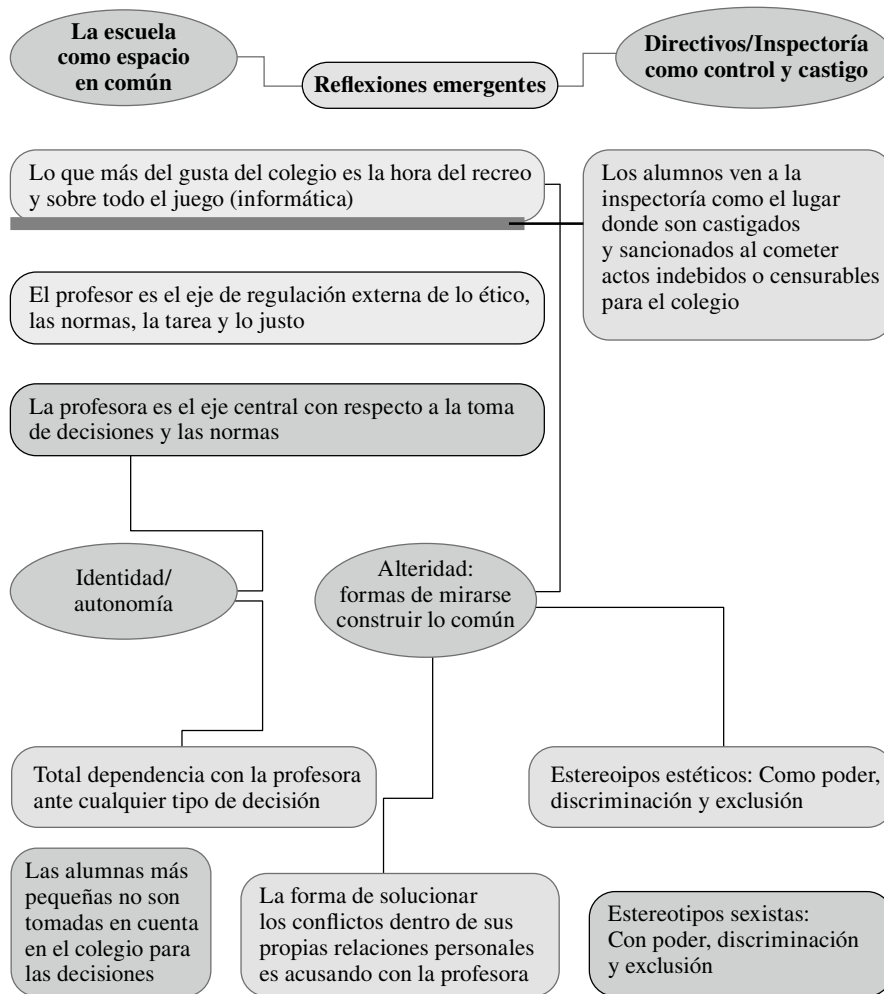 La escuela
como espacio
en común
Reflexiones emergentes
Directivos/Inspectoría
como control y castigo
Lo que más del gusta del colegio es la hora del recreo
y sobre todo el juego (informática)
Los alumnos ven a la
inspectoría como el lugar
donde son castigados
y sancionados al cometer
actos indebidos o censurables
para el colegio
El profesor es el eje de regulación externa de lo ético,
las normas, la tarea y lo justo
La profesora es el eje central con respecto a la toma
de decisiones y las normas
Identidad/
autonomía
Alteridad:
formas de mirarse
construir lo común
Total dependencia con la profesora
ante cualquier tipo de decisión
Estereoipos estéticos: Como poder,
discriminación y exclusión
Las alumnas más
pequeñas no son
tomadas en cuenta
en el colegio para
las decisiones
La forma de solucionar
los conflictos dentro de sus
propias relaciones personales
es acusando con la profesora
Estereotipos sexistas:
Con poder, discriminación
y exclusión